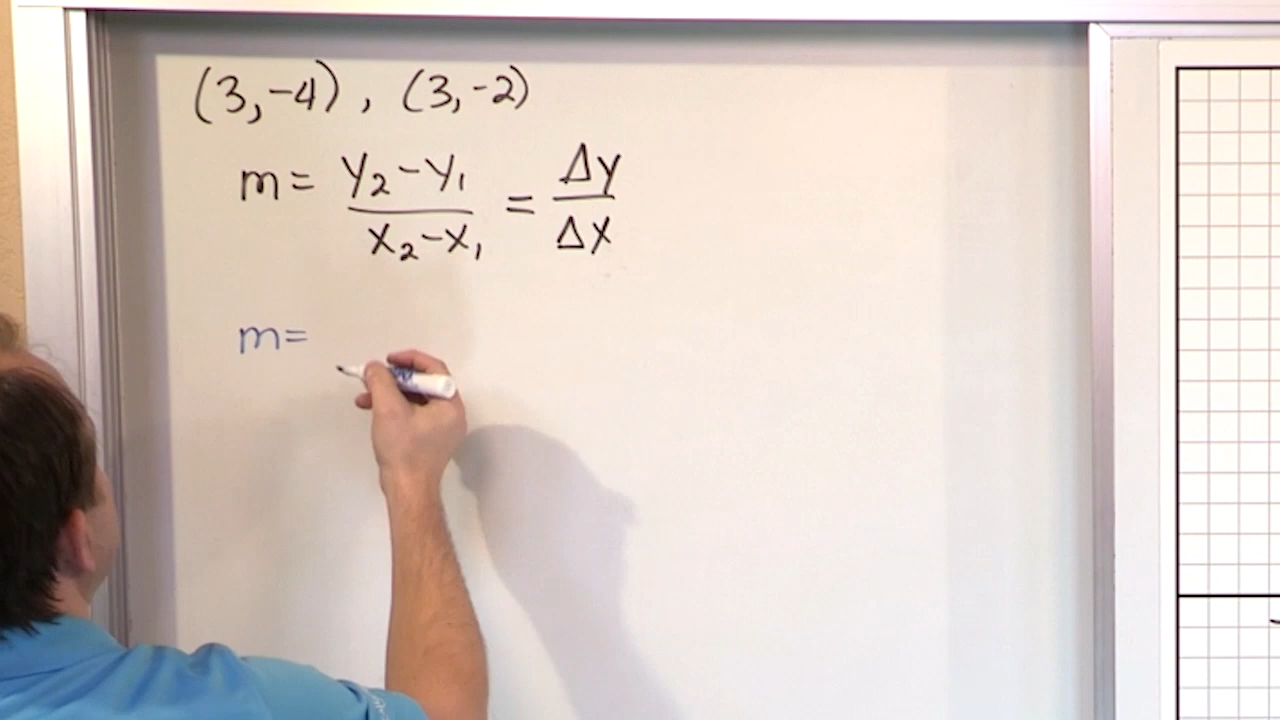 (3,-4), (3,-2)
m = y₂-y₁ / x₂-x₁ = Δy / Δx
m =